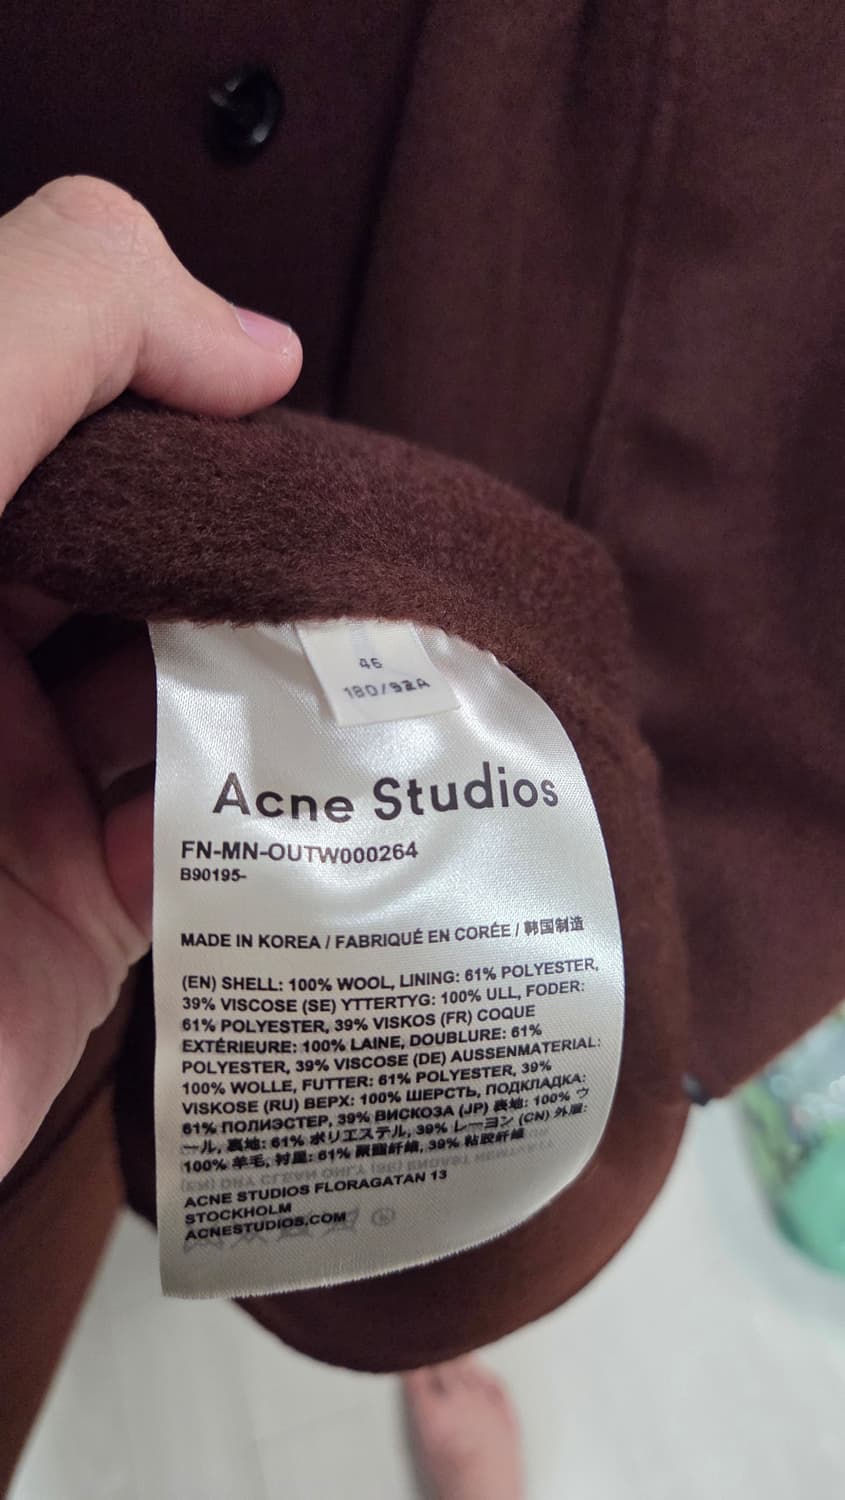 46
180/92A
Acne Studios
FN-MN-OUTW000264
B90195-
MADE IN KOREA / FABRIQUÉ EN CORÉE / 韩国制造
(EN) SHELL: 100% WOOL, LINING: 61% POLYESTER,
39% VISCOSE (SE) YTTERTYG: 100% ULL, FODER:
61% POLYESTER, 39% VISKOS (FR) COQUE
EXTÉRIEURE: 100% LAINE, DOUBLURE: 61%
POLYESTER, 39% VISCOSE (DE) AUSSENMATERIAL:
100% WOLLE, FUTTER: 61% POLYESTER, 39%
VISKOSE (RU) ВЕРХ: 100% ШЕРСТЬ, ПОДКЛАДКА:
61% ПОЛИЭСТЕР, 39% ВИСКОЗА (JP) 表地: 100% ウ
ール, 裏地: 61% ポリエステル, 39% レーヨン (CN) 外层:
100% 羊毛, 衬里: 61% 聚酯纤维, 39% 粘胶纤维
ACNE STUDIOS FLORAGATAN 13
STOCKHOLM
ACNESTUDIOS.COM